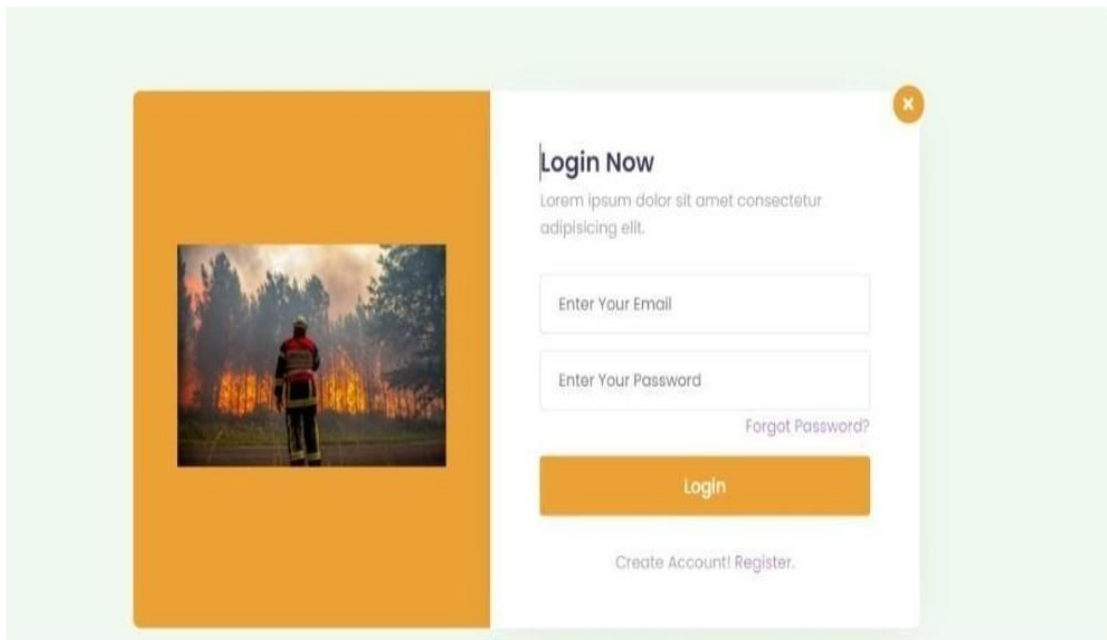 Login Now
Lorem ipsum dolor sit amet consectetur
adipisicing elit.
Enter Your Email
Enter Your Password
Forgot Password?
Login
Create Account! Register.